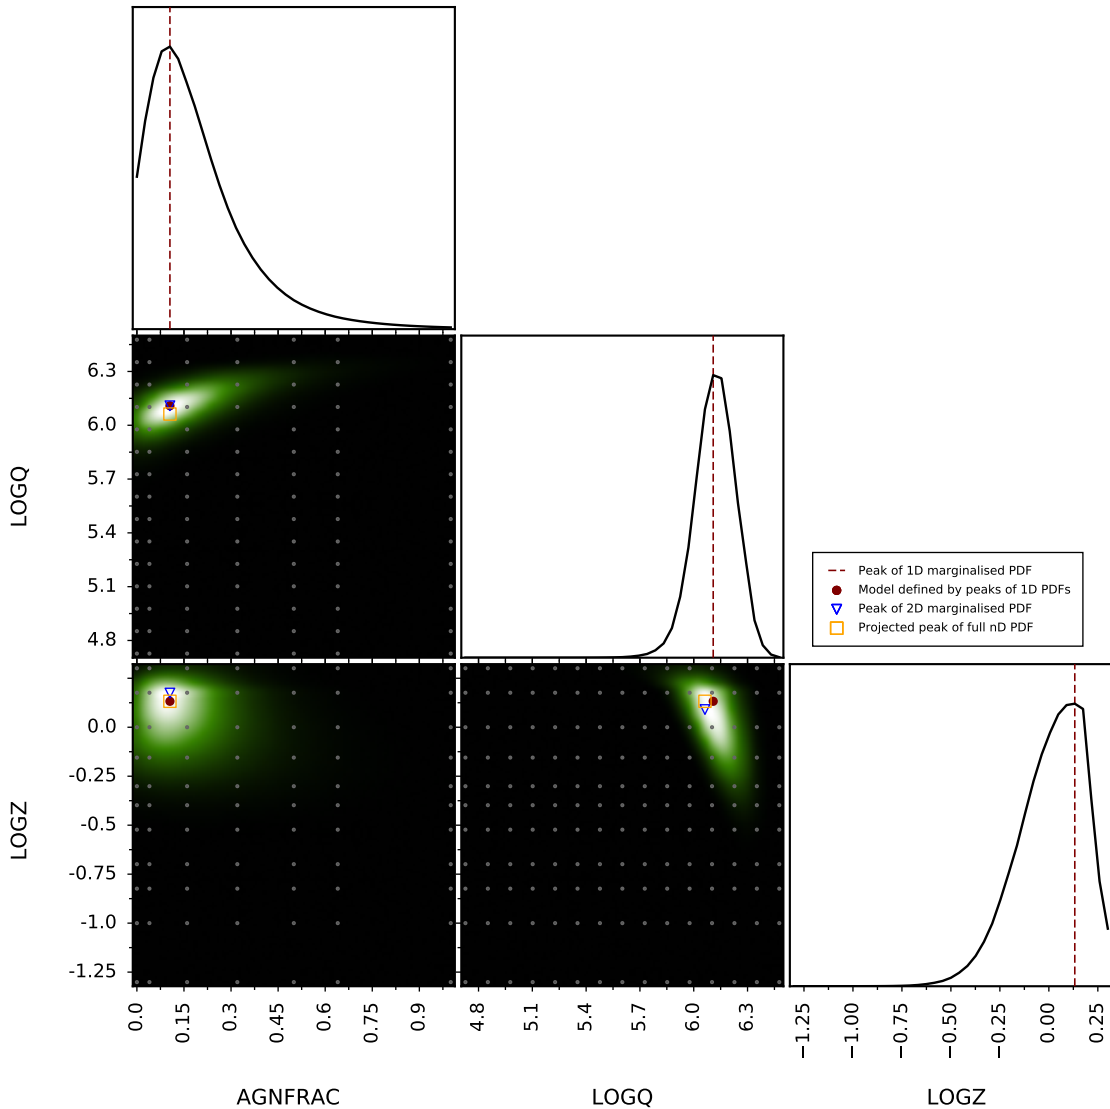 LOGQ
6.3
6.0
5.7
5.4
5.1
4.8
Peak of 1D marginalised PDF
Model defined by peaks of 1D PDFs
Peak of 2D marginalised PDF
Projected peak of full nD PDF
LOGZ
0.0
-0.25
-0.5
-0.75
-1.0
-1.25
0.0 0.15 0.3 0.45 0.6 0.75 0.9
4.8 5.1 5.4 5.7 6.0 6.3
−1.25 −1.00 −0.75 −0.50 −0.25 0.00 0.25
AGNFRAC
LOGQ
LOGZ